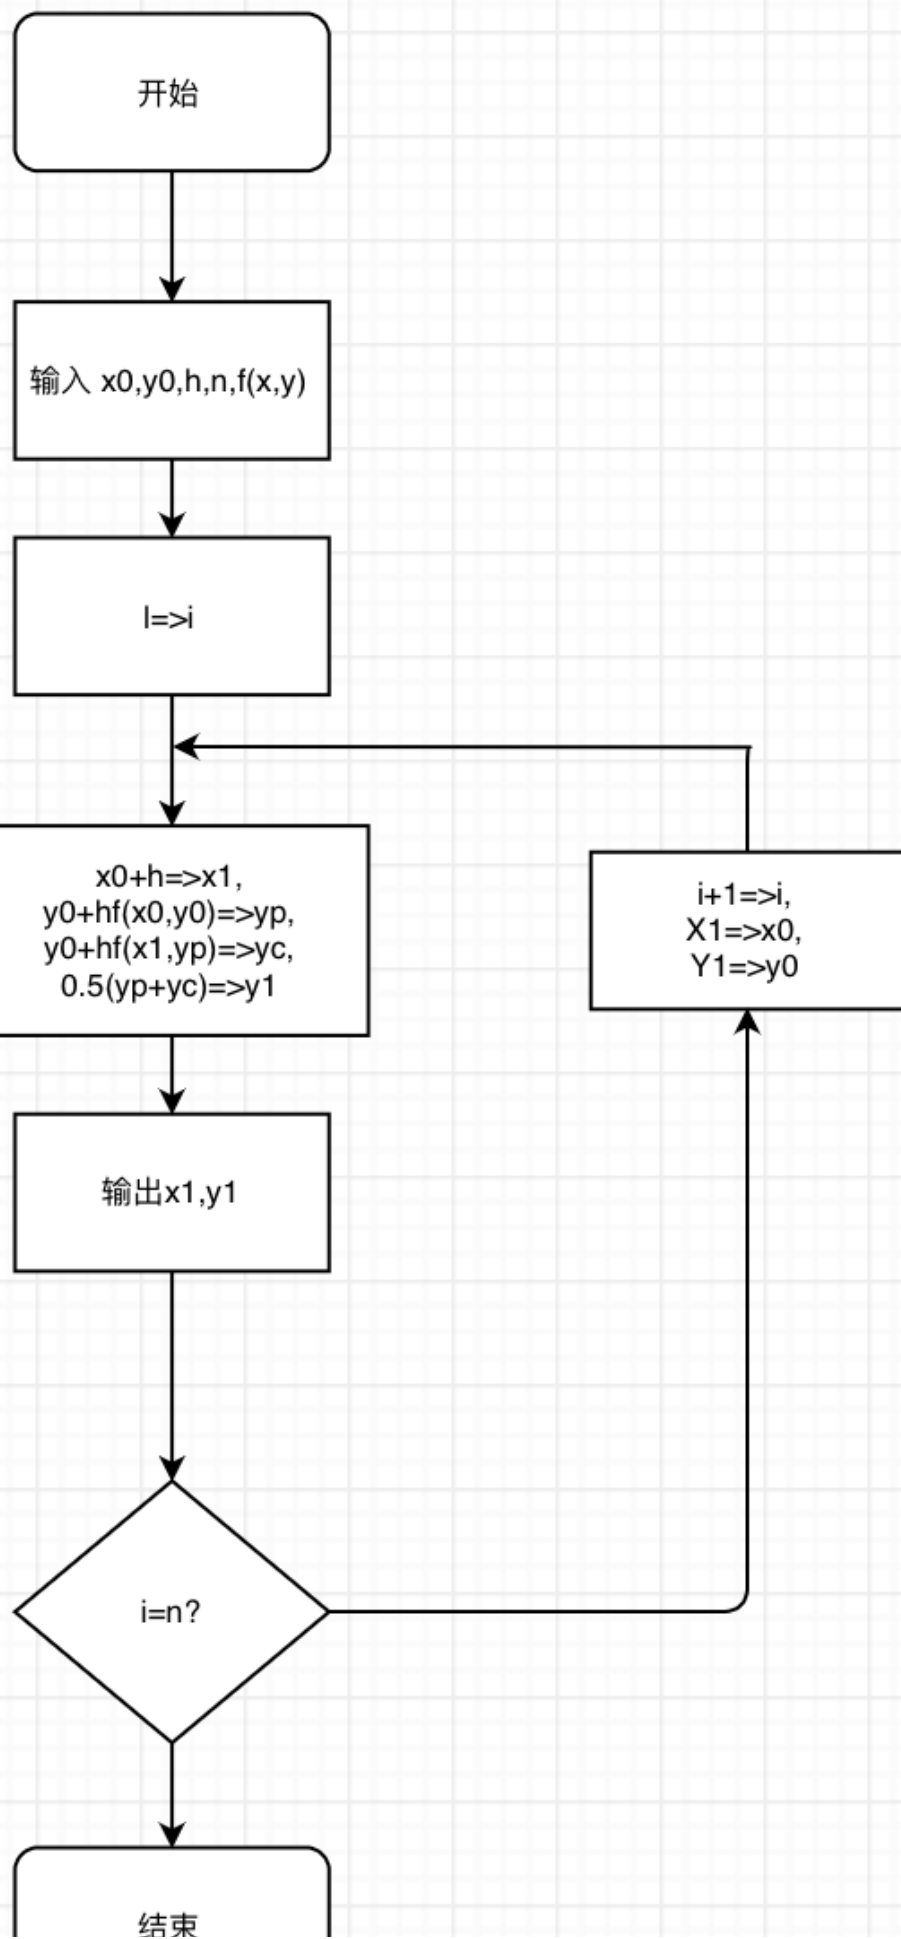 开始
输入 x0,y0,h,n,f(x,y)
I=>i
x0+h=>x1,
y0+hf(x0,y0)=>yp,
y0+hf(x1,yp)=>yc,
0.5(yp+yc)=>y1
i+1=>i,
X1=>x0,
Y1=>y0
输出x1,y1
i=n?
结束